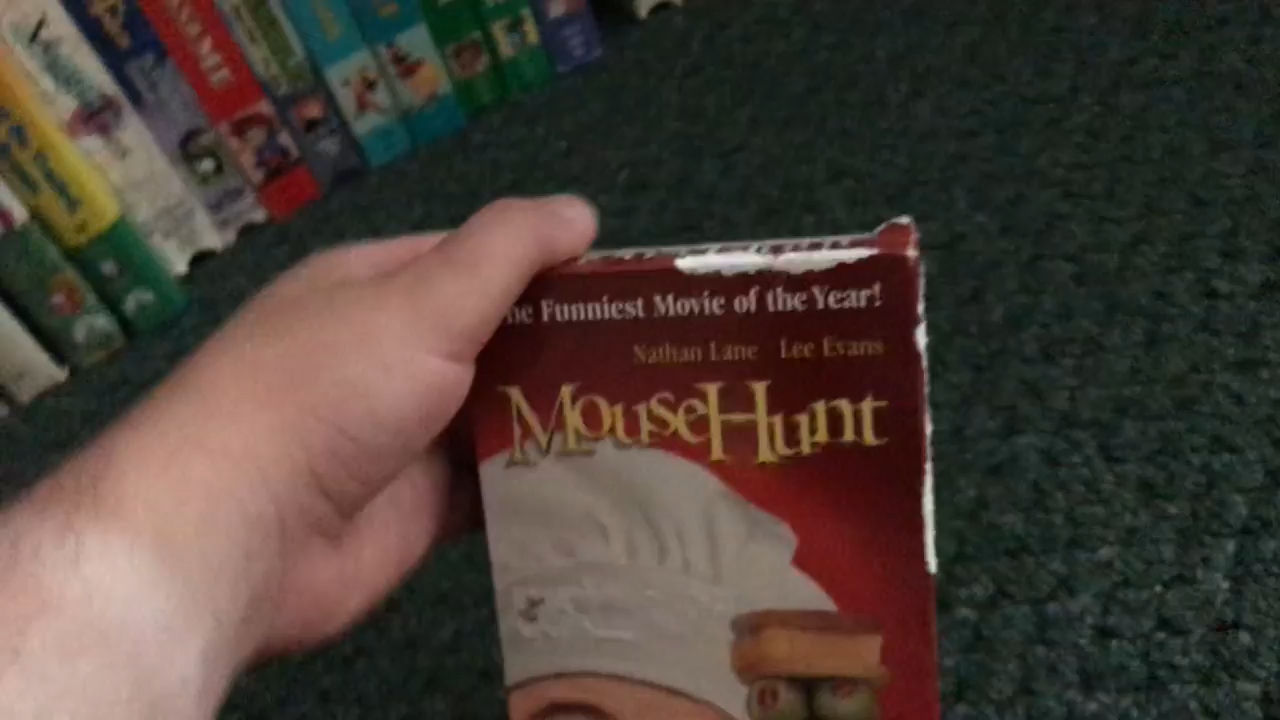 he Funniest Movie of the Year!
Nathan Lane Lee Evans
MouseHunt